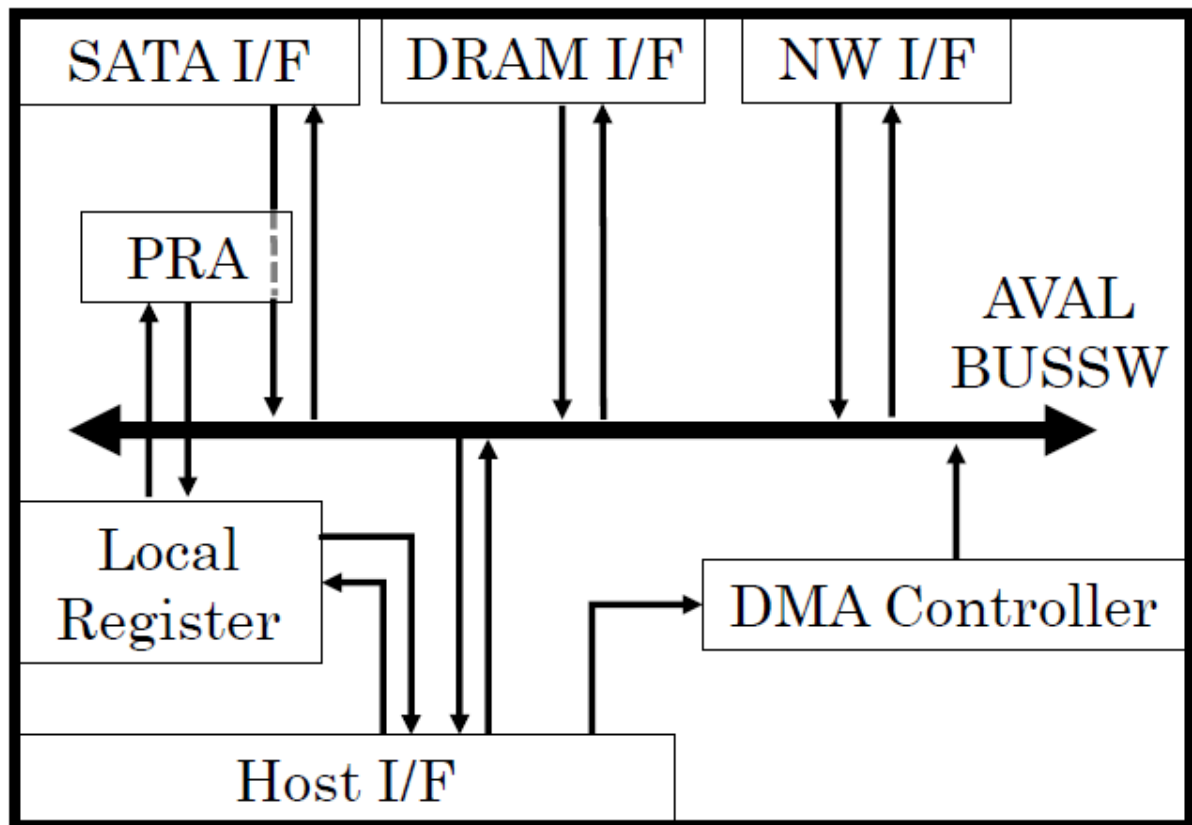 SATA I/F
DRAM I/F
NW I/F
PRA
AVAL
BUSSW
Local
Register
DMA Controller
Host I/F